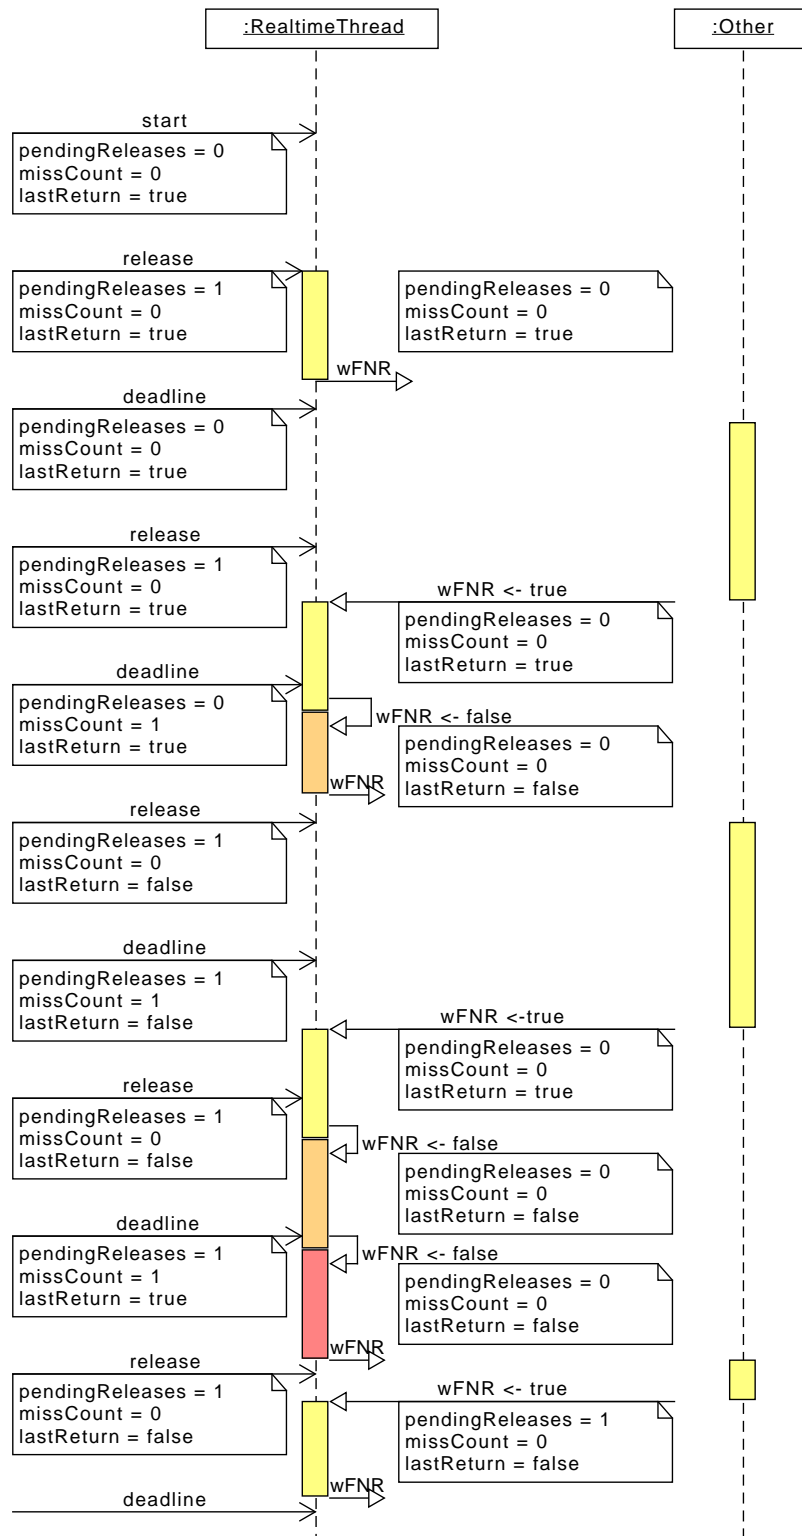 :RealtimeThread
:Other
start
pendingReleases = 0
missCount = 0
lastReturn = true
release
pendingReleases = 1
missCount = 0
lastReturn = true
pendingReleases = 0
missCount = 0
lastReturn = true
wFNR
deadline
pendingReleases = 0
missCount = 0
lastReturn = true
release
pendingReleases = 1
missCount = 0
lastReturn = true
wFNR <- true
pendingReleases = 0
missCount = 0
lastReturn = true
deadline
pendingReleases = 0
missCount = 1
lastReturn = true
wFNR <- false
pendingReleases = 0
missCount = 0
lastReturn = false
wFNR
release
pendingReleases = 1
missCount = 0
lastReturn = false
deadline
pendingReleases = 1
missCount = 1
lastReturn = false
wFNR <-true
pendingReleases = 0
missCount = 0
lastReturn = true
release
pendingReleases = 1
missCount = 0
lastReturn = false
wFNR <- false
pendingReleases = 0
missCount = 0
lastReturn = false
deadline
pendingReleases = 1
missCount = 1
lastReturn = true
wFNR <- false
pendingReleases = 0
missCount = 0
lastReturn = false
wFNR
release
pendingReleases = 1
missCount = 0
lastReturn = false
wFNR <- true
pendingReleases = 1
missCount = 0
lastReturn = false
wFNR
deadline